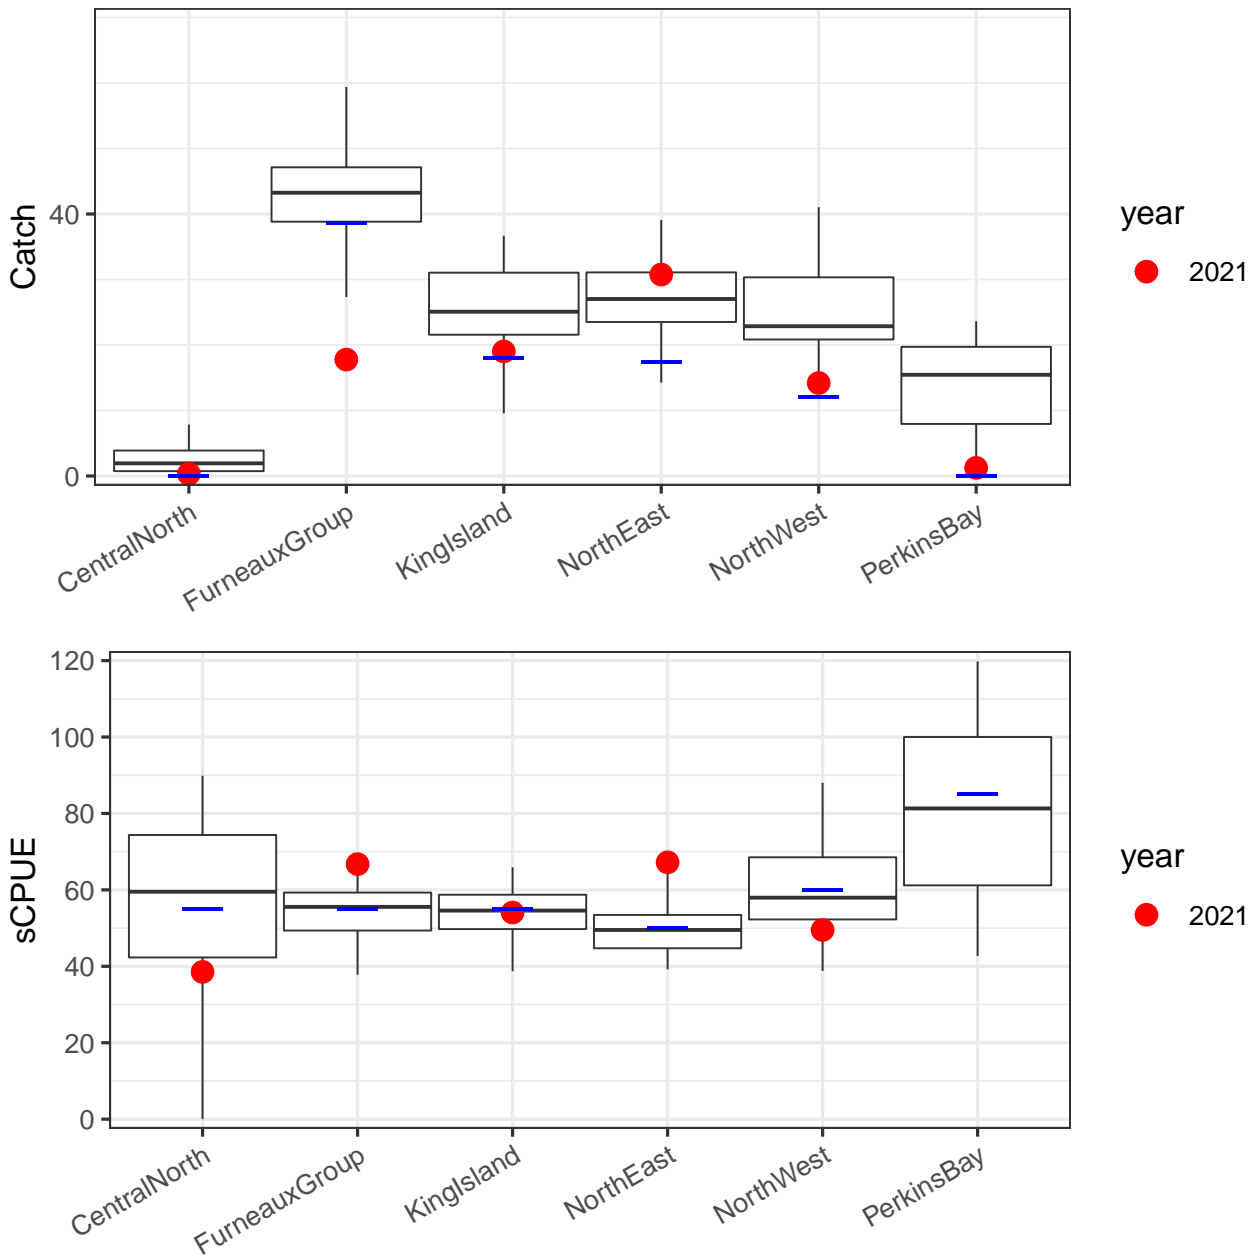 Catch
40
0
CentralNorth
FurneauxGroup
KingIsland
NorthEast
NorthWest
PerkinsBay
year
2021
sCPUE
120
100
80
60
40
20
0
CentralNorth
FurneauxGroup
KingIsland
NorthEast
NorthWest
PerkinsBay
year
2021